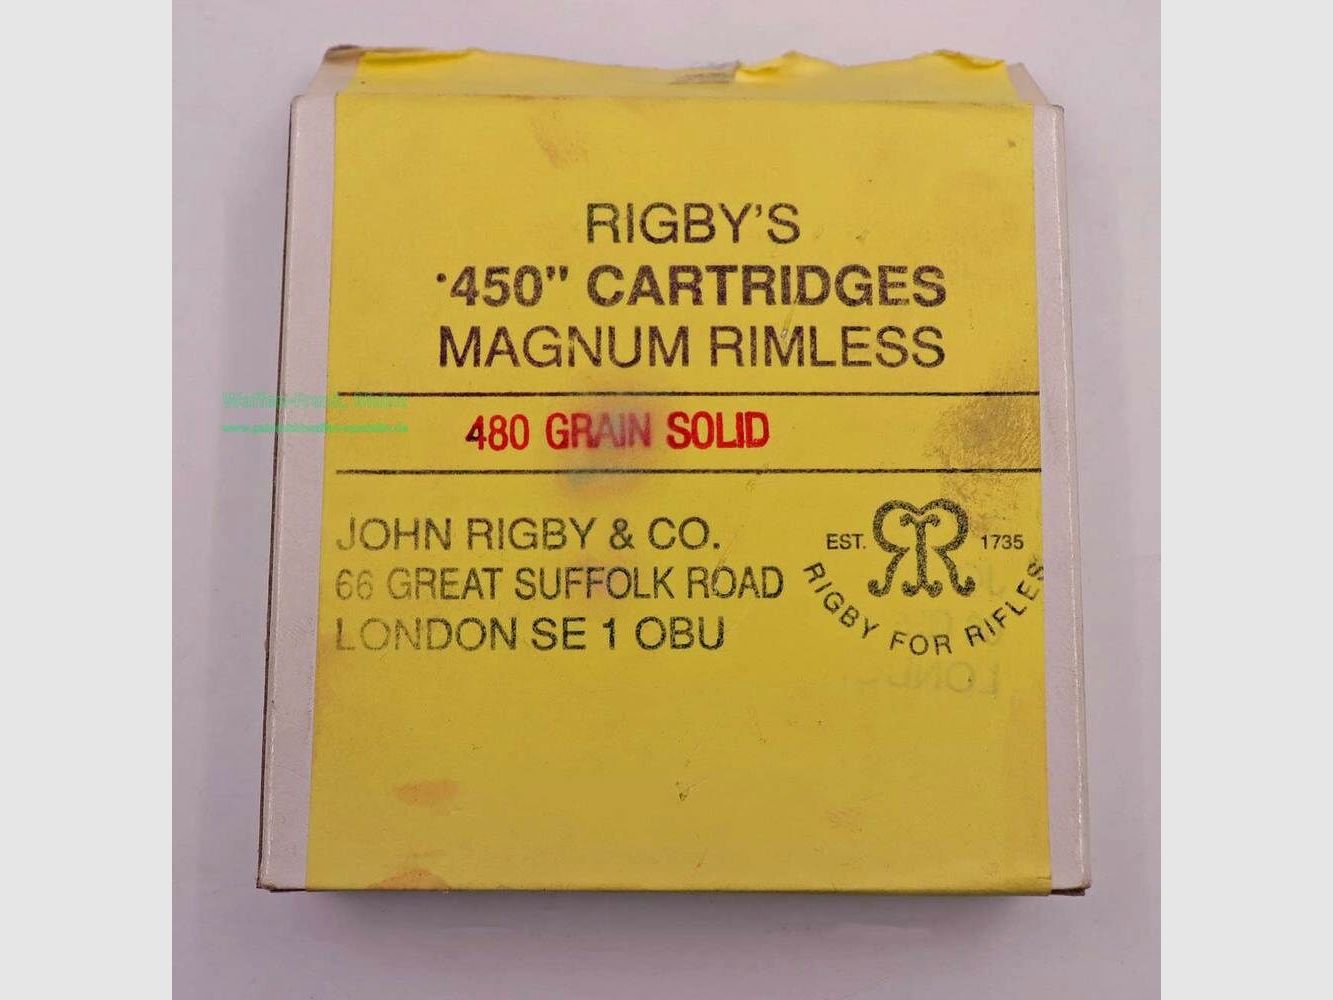 RIGBY'S
·450" CARTRIDGES
MAGNUM RIMLESS
480 GRAIN SOLID
JOHN RIGBY & CO.
66 GREAT SUFFOLK ROAD
LONDON SE 1 OBU
EST. RR 1735
RIGBY FOR RIFLES